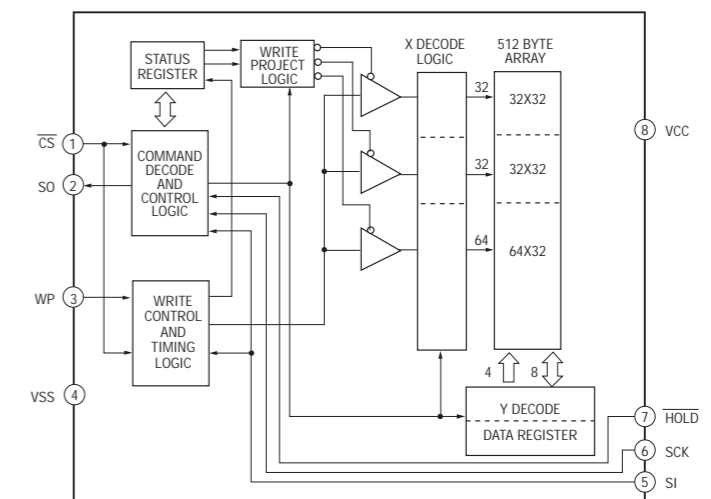 STATUS
REGISTER
WRITE
PROJECT
LOGIC
X DECODE
LOGIC
512 BYTE
ARRAY
32
32X32
32
32X32
64
64X32
CS
1
COMMAND
DECODE
AND
CONTROL
LOGIC
SO
2
WP
3
WRITE
CONTROL
AND
TIMING
LOGIC
VSS
4
8
VCC
4
8
Y DECODE
DATA REGISTER
7
HOLD
6
SCK
5
SI